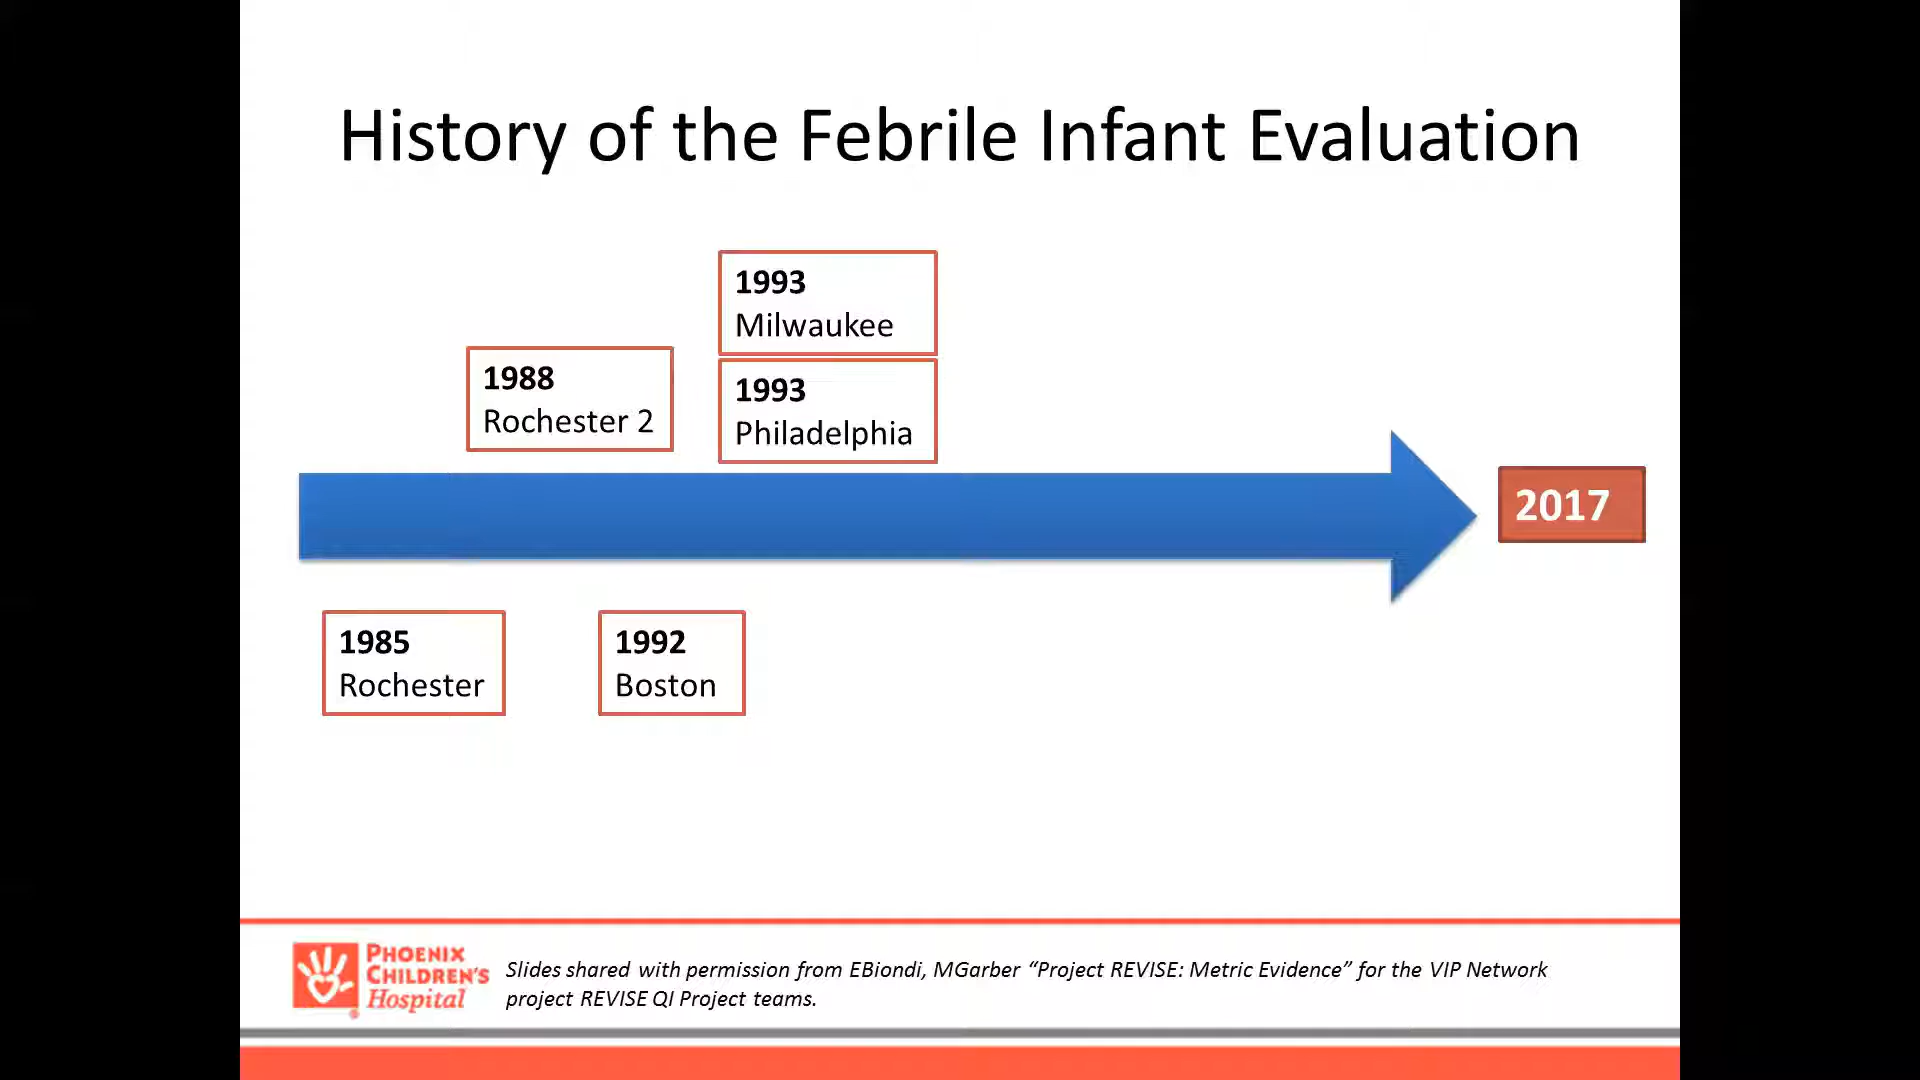 History of the Febrile Infant Evaluation
1993
Milwaukee
1988
Rochester 2
1993
Philadelphia
2017
1985
Rochester
1992
Boston
PHOENIX
CHILDREN'S
Hospital
Slides shared with permission from EBiondi, MGarber “Project REVISE: Metric Evidence” for the VIP Network
project REVISE QI Project teams.